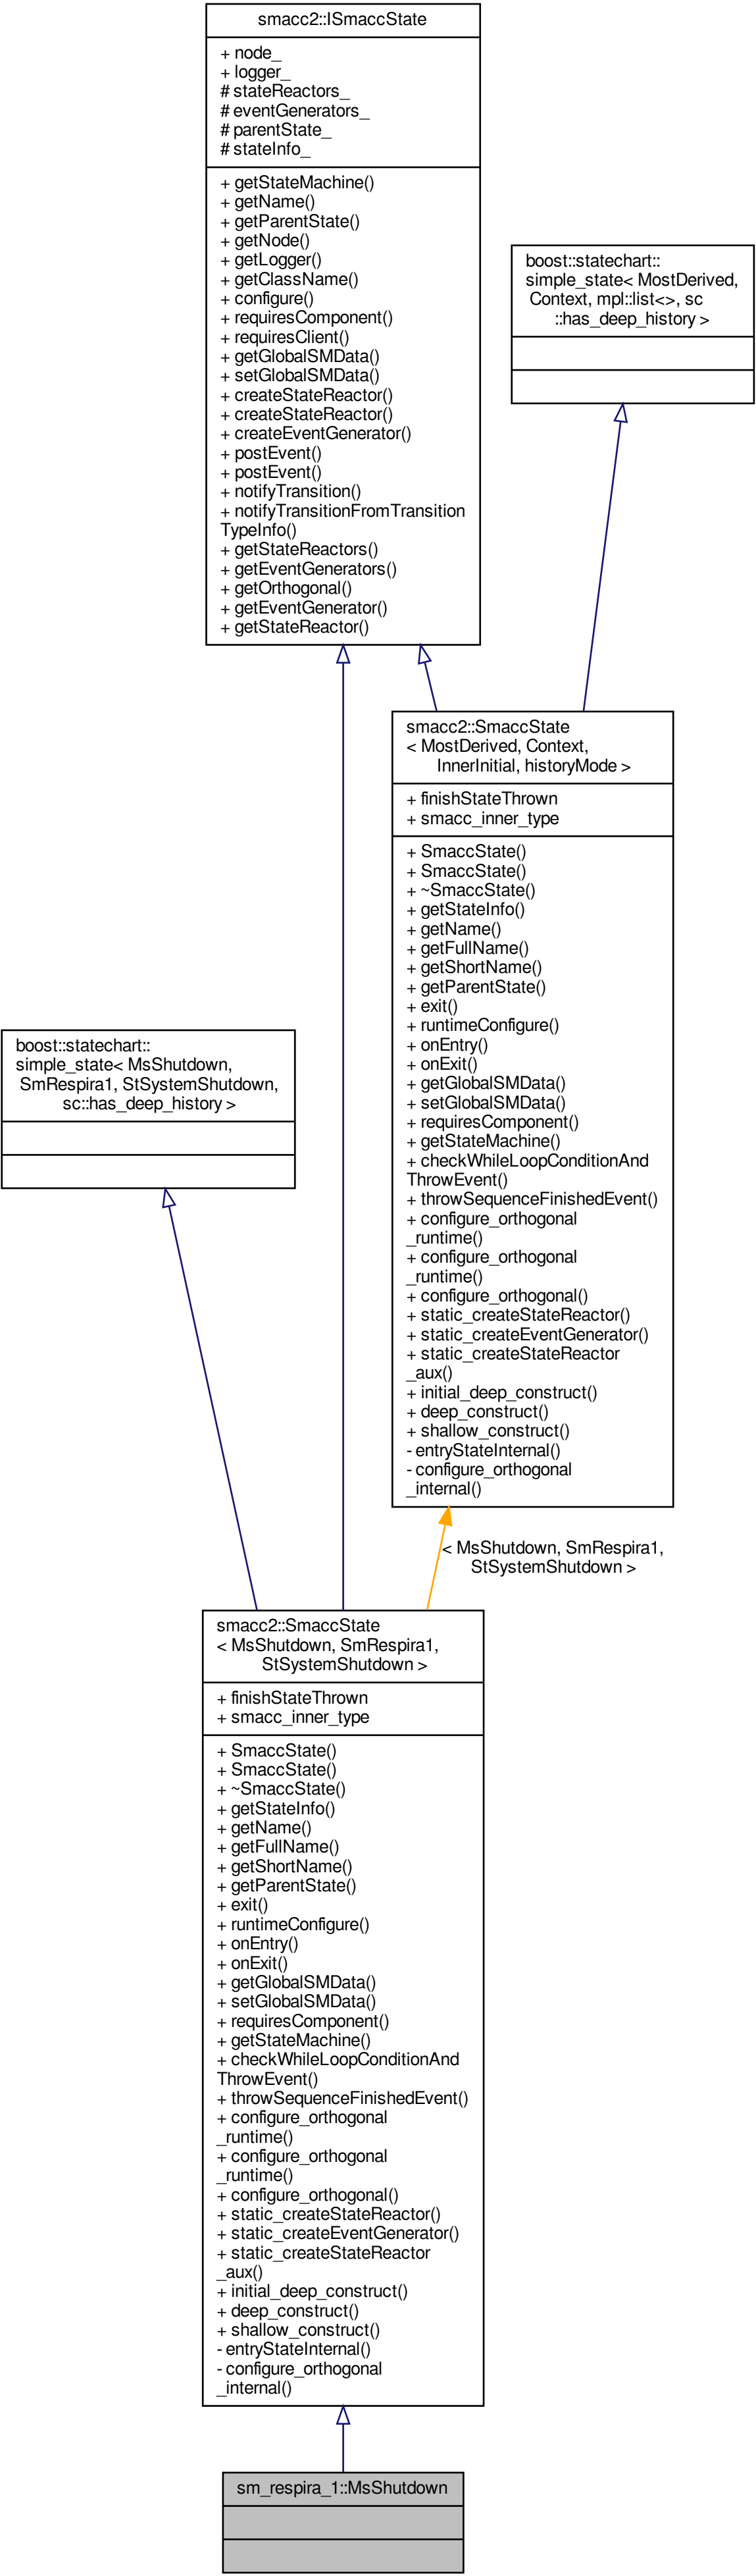 smacc2::ISmaccState
+ node_
+ logger_
# stateReactors_
# eventGenerators_
# parentState_
# stateInfo_
+ getStateMachine()
+ getName()
+ getParentState()
+ getNode()
+ getLogger()
+ getClassName()
+ configure()
+ requiresComponent()
+ requiresClient()
+ getGlobalSMData()
+ setGlobalSMData()
+ createStateReactor()
+ createStateReactor()
+ createEventGenerator()
+ postEvent()
+ postEvent()
+ notifyTransition()
+ notifyTransitionFromTransition
TypeInfo()
+ getStateReactors()
+ getEventGenerators()
+ getOrthogonal()
+ getEventGenerator()
+ getStateReactor()
boost::statechart::
simple_state< MostDerived,
Context, mpl::list<>, sc
::has_deep_history >
smacc2::SmaccState
< MostDerived, Context,
InnerInitial, historyMode >
+ finishStateThrown
+ smacc_inner_type
+ SmaccState()
+ SmaccState()
+ ~SmaccState()
+ getStateInfo()
+ getName()
+ getFullName()
+ getShortName()
+ getParentState()
+ exit()
+ runtimeConfigure()
+ onEntry()
+ onExit()
+ getGlobalSMData()
+ setGlobalSMData()
+ requiresComponent()
+ getStateMachine()
+ checkWhileLoopConditionAnd
ThrowEvent()
+ throwSequenceFinishedEvent()
+ configure_orthogonal
_runtime()
+ configure_orthogonal
_runtime()
+ configure_orthogonal()
+ static_createStateReactor()
+ static_createEventGenerator()
+ static_createStateReactor
_aux()
+ initial_deep_construct()
+ deep_construct()
+ shallow_construct()
- entryStateInternal()
- configure_orthogonal
_internal()
boost::statechart::
simple_state< MsShutdown,
SmRespira1, StSystemShutdown,
sc::has_deep_history >
< MsShutdown, SmRespira1,
StSystemShutdown >
smacc2::SmaccState
< MsShutdown, SmRespira1,
StSystemShutdown >
+ finishStateThrown
+ smacc_inner_type
+ SmaccState()
+ SmaccState()
+ ~SmaccState()
+ getStateInfo()
+ getName()
+ getFullName()
+ getShortName()
+ getParentState()
+ exit()
+ runtimeConfigure()
+ onEntry()
+ onExit()
+ getGlobalSMData()
+ setGlobalSMData()
+ requiresComponent()
+ getStateMachine()
+ checkWhileLoopConditionAnd
ThrowEvent()
+ throwSequenceFinishedEvent()
+ configure_orthogonal
_runtime()
+ configure_orthogonal
_runtime()
+ configure_orthogonal()
+ static_createStateReactor()
+ static_createEventGenerator()
+ static_createStateReactor
_aux()
+ initial_deep_construct()
+ deep_construct()
+ shallow_construct()
- entryStateInternal()
- configure_orthogonal
_internal()
sm_respira_1::MsShutdown